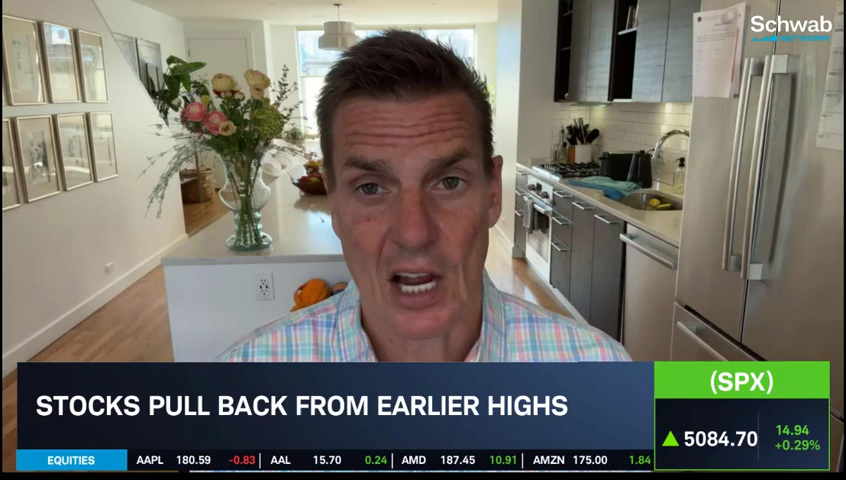 Schwab
NETWORK
STOCKS PULL BACK FROM EARLIER HIGHS
(SPX)
▲ 5084.70
14.94
+0.29%
EQUITIES
AAPL 180.59 -0.83 AAL 15.70 0.24 AMD 187.45 10.91 AMZN 175.00 1.84